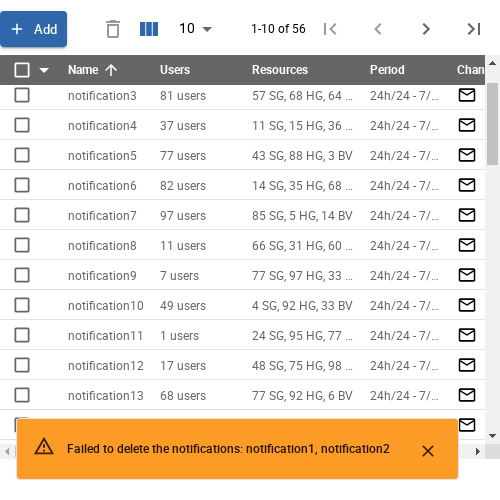 Add 10 1-10 of 56
Name Users Resources Period Chan
notification3 81 users 57 SG, 68 HG, 64 ... 24h/24 - 7/...
notification4 37 users 11 SG, 15 HG, 36 ... 24h/24 - 7/...
notification5 77 users 43 SG, 88 HG, 3 BV 24h/24 - 7/...
notification6 82 users 14 SG, 35 HG, 68 ... 24h/24 - 7/...
notification7 97 users 85 SG, 5 HG, 14 BV 24h/24 - 7/...
notification8 11 users 66 SG, 31 HG, 60 ... 24h/24 - 7/...
notification9 7 users 77 SG, 97 HG, 33 ... 24h/24 - 7/...
notification10 49 users 4 SG, 92 HG, 33 BV 24h/24 - 7/...
notification11 1 users 24 SG, 95 HG, 77 ... 24h/24 - 7/...
notification12 17 users 48 SG, 75 HG, 98 ... 24h/24 - 7/...
notification13 68 users 77 SG, 92 HG, 6 BV 24h/24 - 7/...
Failed to delete the notifications: notification1, notification2